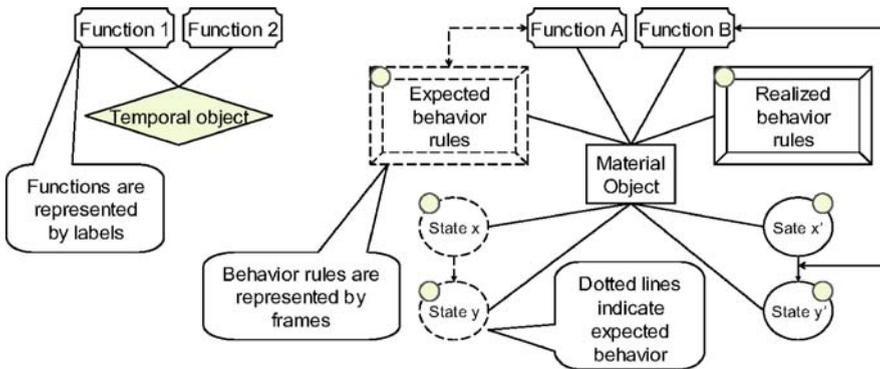 Function 1
Function 2
Function A
Function B
Temporal object
Expected
behavior
rules
Realized
behavior
rules
Material
Object
Functions are
represented
by labels
State x
Sate x'
Behavior rules are
represented by
frames
State y
Dotted lines
indicate
expected
behavior
State y'